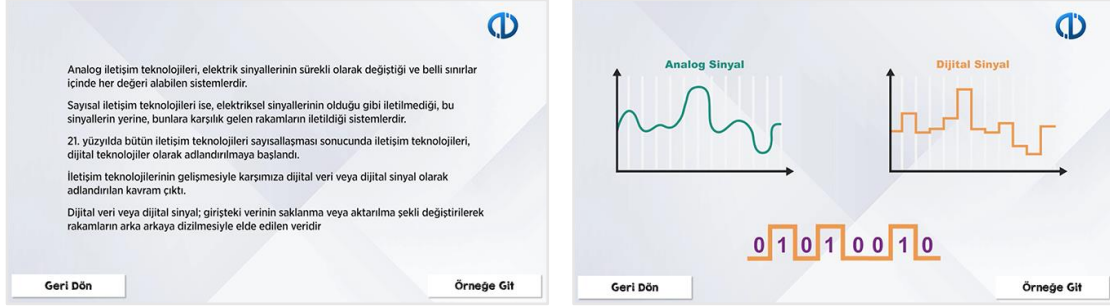 Analog iletişim teknolojileri, elektrik sinyallerinin sürekli olarak değiştiği ve belli sınırlar
içinde her değeri alabilen sistemlerdir.
Sayısal iletişim teknolojileri ise, elektriksel sinyallerinin olduğu gibi iletilmediği, bu
sinyallerin yerine, bunlara karşılık gelen rakamların iletildiği sistemlerdir.
21. yüzyılda bütün iletişim teknolojileri sayısallaşması sonucunda iletişim teknolojileri,
dijital teknolojiler olarak adlandırılmaya başlandı.
İletişim teknolojilerinin gelişmesiyle karşımıza dijital veri veya dijital sinyal olarak
adlandırılan kavram çıktı.
Dijital veri veya dijital sinyal; girişteki verinin saklanma veya aktarılma şekli değiştirilerek
rakamların arka arkaya dizilmesiyle elde edilen veridir
Geri Dön
Örneğe Git
Analog Sinyal
Dijital Sinyal
0 1 0 1 0 0 1 0
Geri Dön
Örneğe Git